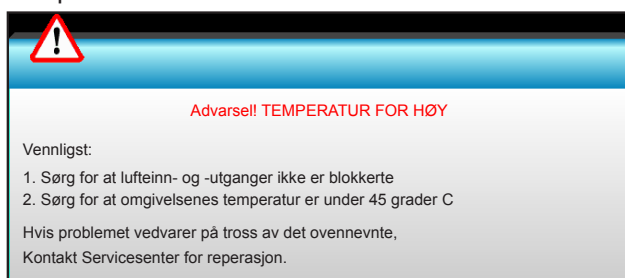 Advarsel! TEMPERATUR FOR HØY
Vennligst:
1. Sørg for at lufteinn- og -utganger ikke er blokkerte
2. Sørg for at omgivelsenes temperatur er under 45 grader C
Hvis problemet vedvarer på tross av det ovennevnte,
Kontakt Servicesenter for reperasjon.